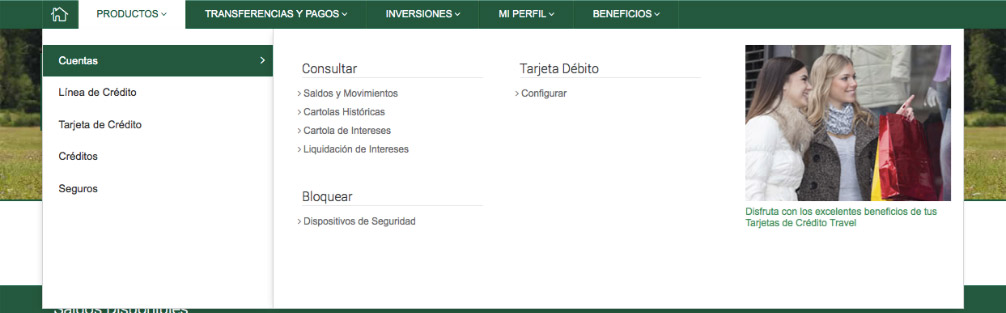 PRODUCTOS
TRANSFERENCIAS Y PAGOS
INVERSIONES
MI PERFIL
BENEFICIOS
Cuentas
Línea de Crédito
Tarjeta de Crédito
Créditos
Seguros
Consultar
Saldos y Movimientos
Cartolas Históricas
Cartola de Intereses
Liquidación de Intereses
Bloquear
Dispositivos de Seguridad
Tarjeta Débito
Configurar
Disfruta con los excelentes beneficios de tus
Tarjetas de Crédito Travel
Saldos Disponibles